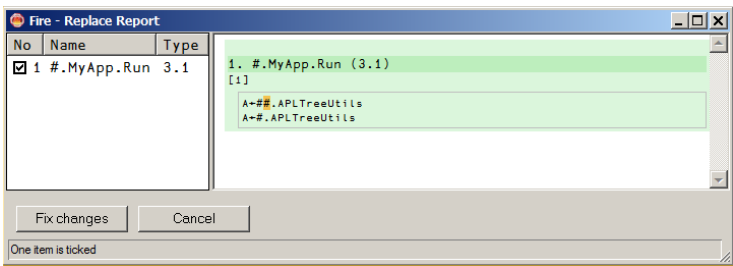 Fire - Replace Report
No Name Type
1 #.MyApp.Run 3.1
1. #.MyApp.Run (3.1)
[1]
A←##.APLTreeUtils
A←#.APLTreeUtils
Fix changes Cancel
One item is ticked